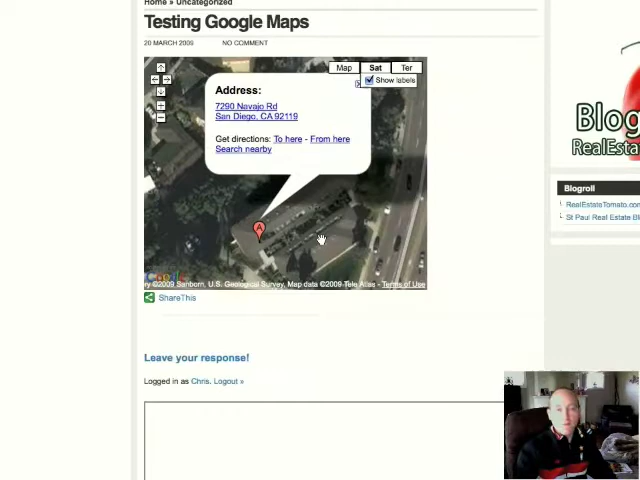 Home » Uncategorized
Testing Google Maps
20 MARCH 2009 NO COMMENT
Map Sat Ter
Show labels
Address:
7290 Navajo Rd
San Diego, CA 92119
Get directions: To here - From here
Search nearby
A
Google
ry ©2009 Sanborn, U.S. Geological Survey, Map data ©2009 Tele Atlas - Terms of Use
ShareThis
Leave your response!
Logged in as Chris. Logout »
Blog
RealEsta
Blogroll
RealEstateTomato.co
St Paul Real Estate Bl